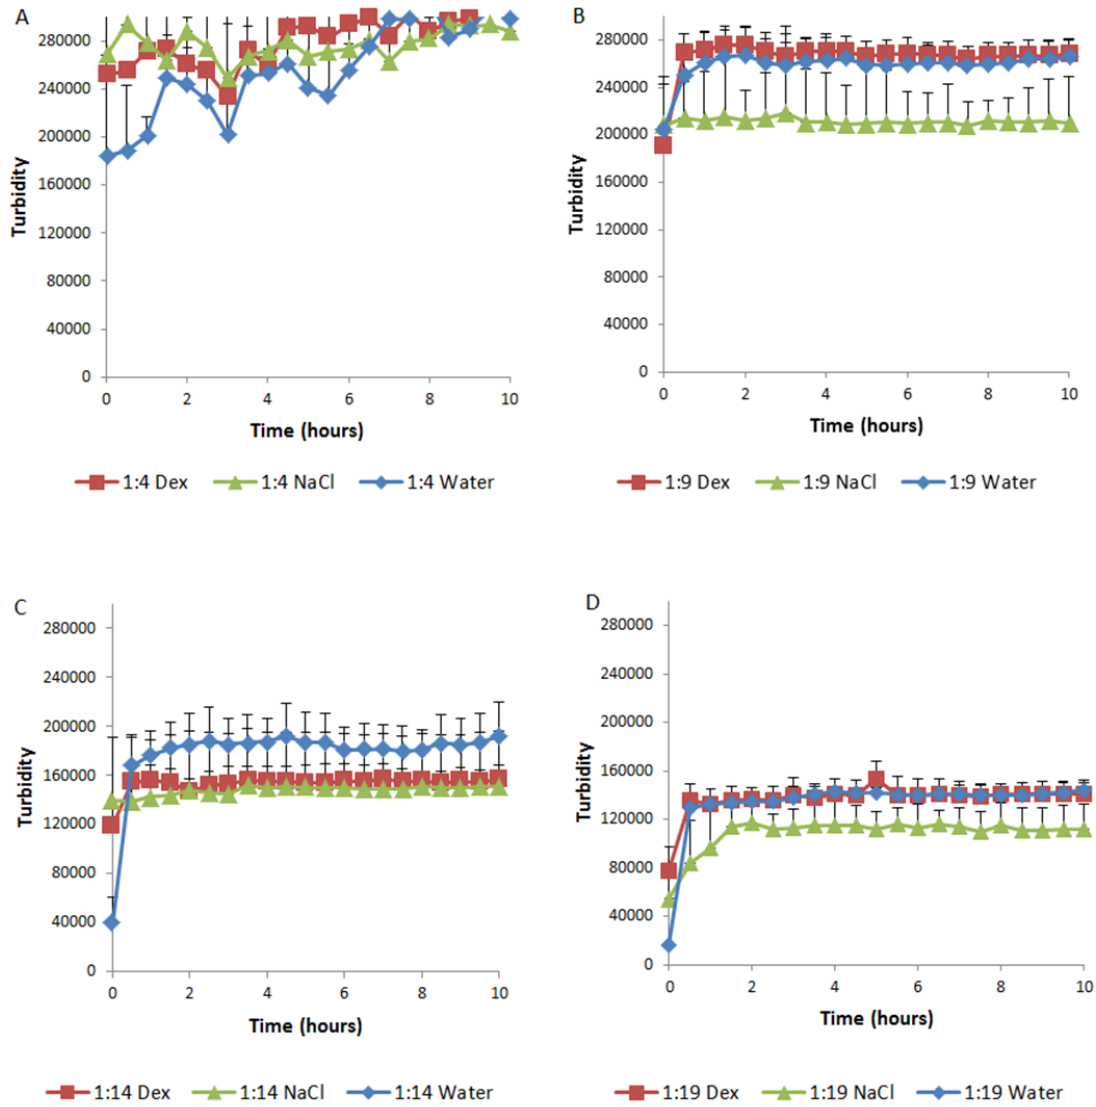 A
280000
240000
200000
160000
120000
80000
40000
0
Turbidity
0 2 4 6 8 10
Time (hours)
1:4 Dex 1:4 NaCl 1:4 Water
B
280000
240000
200000
160000
120000
80000
40000
0
Turbidity
0 2 4 6 8 10
Time (hours)
1:9 Dex 1:9 NaCl 1:9 Water
C
280000
240000
200000
160000
120000
80000
40000
0
Turbidity
0 2 4 6 8 10
Time (hours)
1:14 Dex 1:14 NaCl 1:14 Water
D
280000
240000
200000
160000
120000
80000
40000
0
Turbidity
0 2 4 6 8 10
Time (hours)
1:19 Dex 1:19 NaCl 1:19 Water